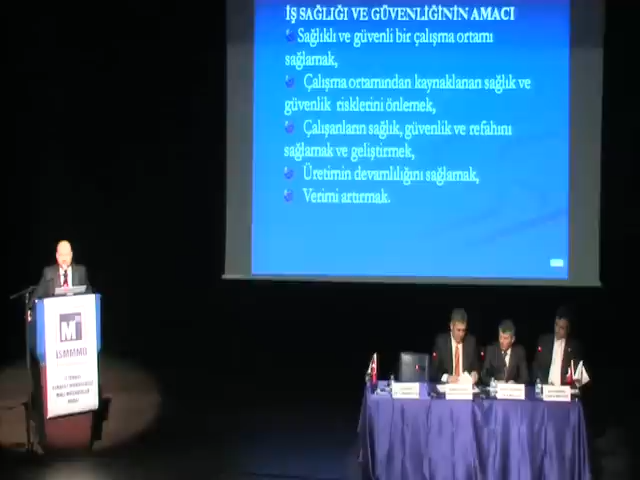 İŞ SAĞLIĞI VE GÜVENLİĞİNİN AMACI
Sağlıklı ve güvenli bir çalışma ortamı
sağlamak,
Çalışma ortamından kaynaklanan sağlık ve
güvenlik risklerini önlemek,
Çalışanların sağlık, güvenlik ve refahını
sağlamak ve geliştirmek,
Üretimin devamlılığını sağlamak,
Verimi artırmak.
M
İSMMMO